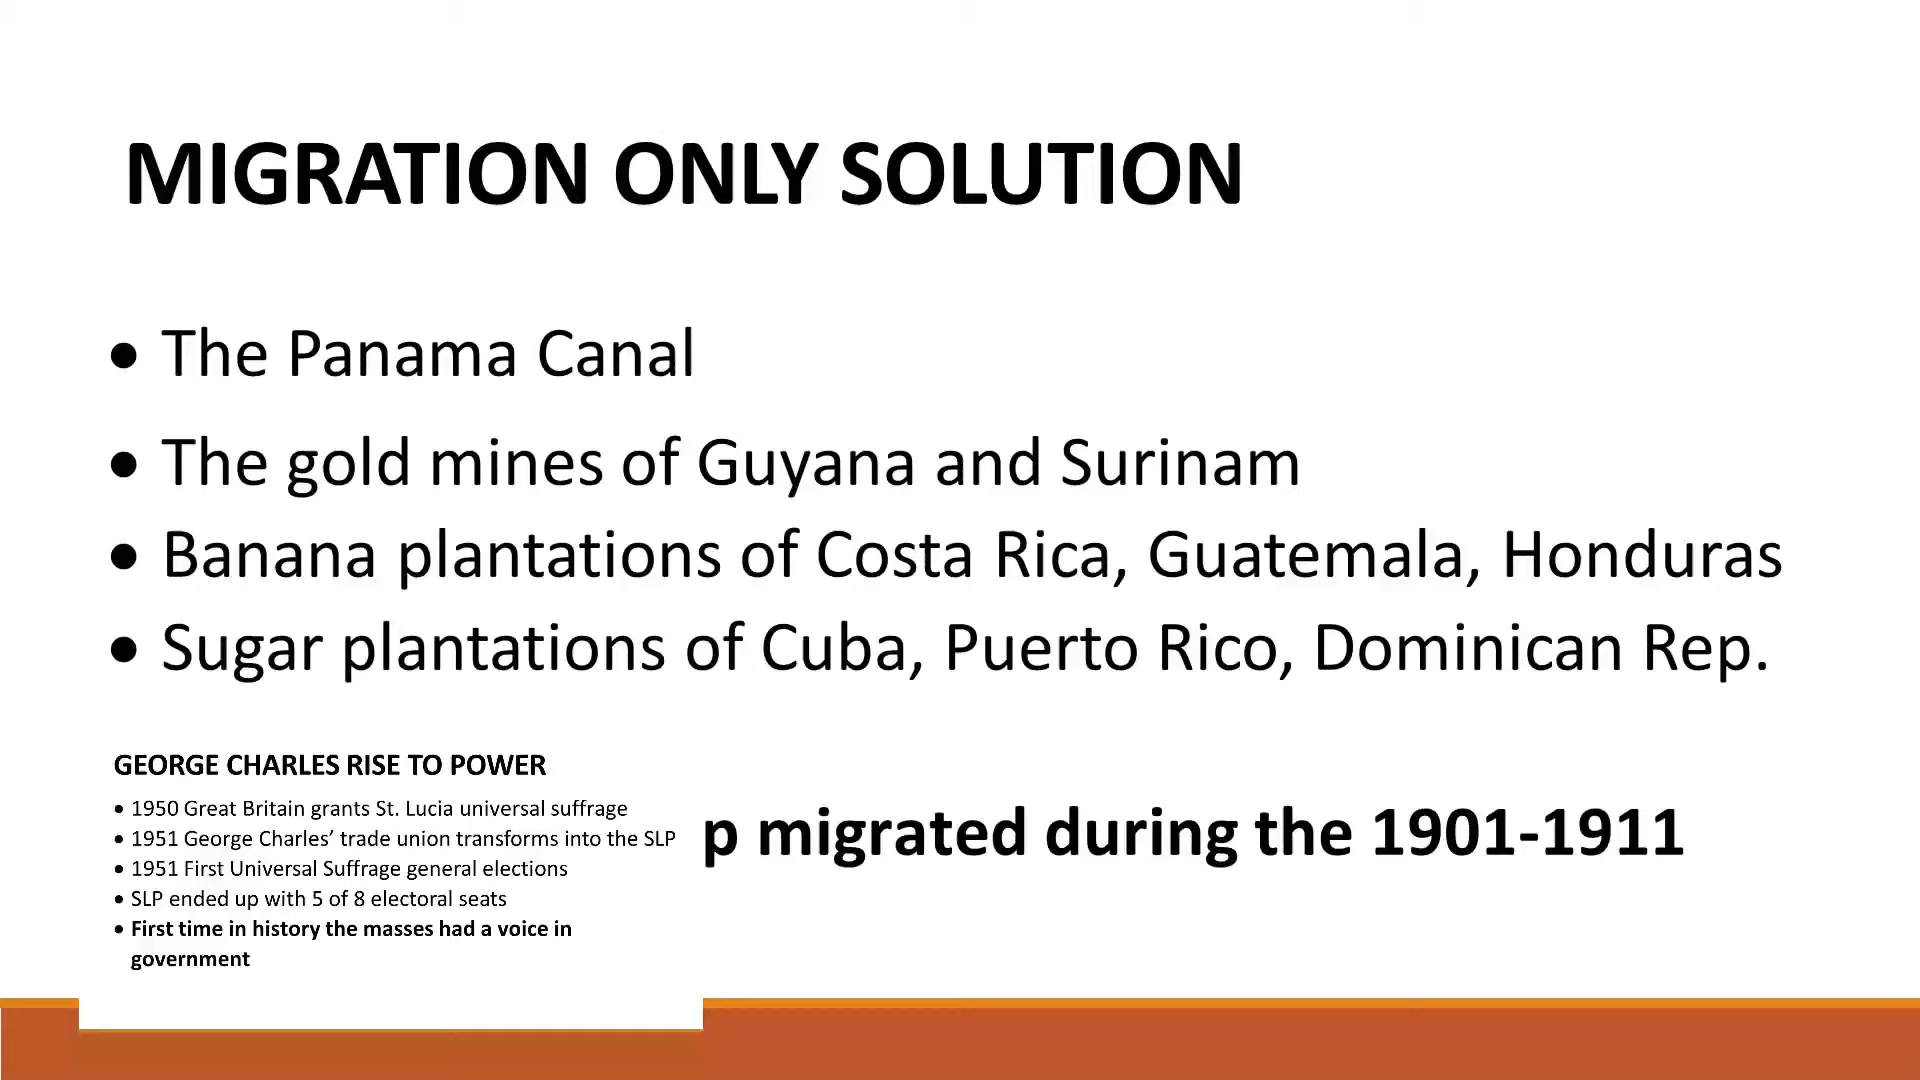 MIGRATION ONLY SOLUTION
• The Panama Canal
• The gold mines of Guyana and Surinam
• Banana plantations of Costa Rica, Guatemala, Honduras
• Sugar plantations of Cuba, Puerto Rico, Dominican Rep.
p migrated during the 1901-1911
GEORGE CHARLES RISE TO POWER
• 1950 Great Britain grants St. Lucia universal suffrage
• 1951 George Charles’ trade union transforms into the SLP
• 1951 First Universal Suffrage general elections
• SLP ended up with 5 of 8 electoral seats
• First time in history the masses had a voice in
government